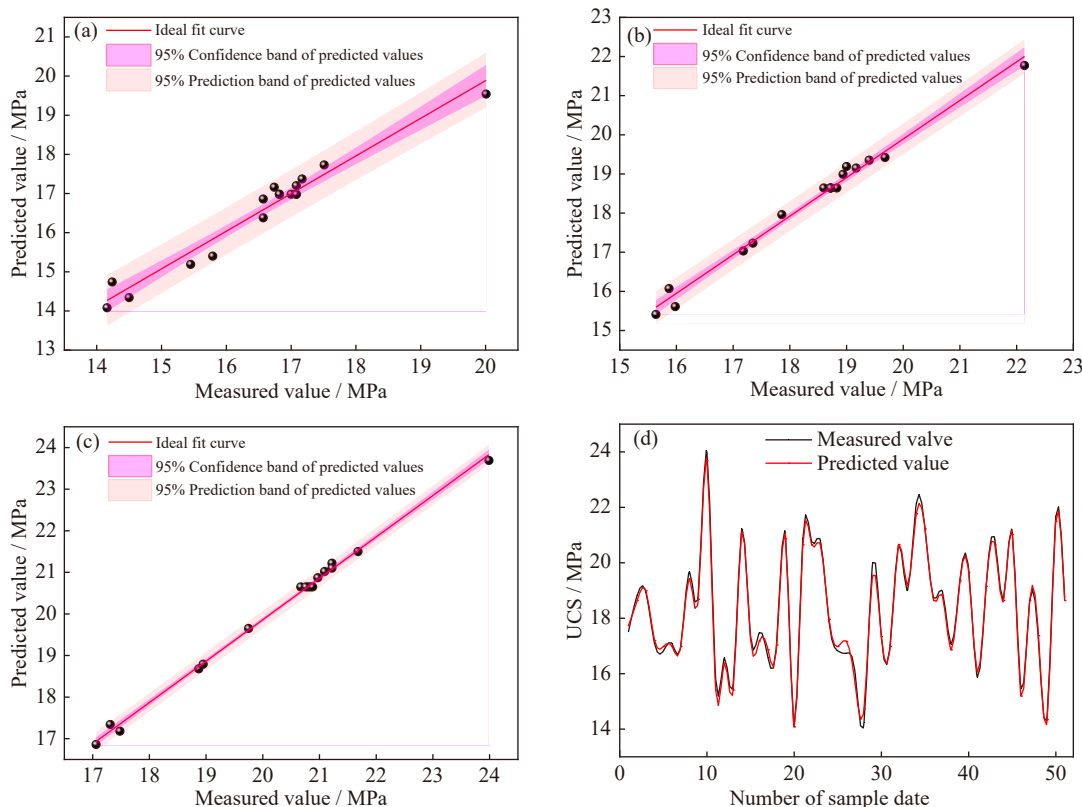 (a)
Ideal fit curve
95% Confidence band of predicted values
95% Prediction band of predicted values
21
20
19
18
17
16
15
14
13
Predicted value / MPa
14
15
16
17
18
19
20
Measured value / MPa
(b)
Ideal fit curve
95% Confidence band of predicted values
95% Prediction band of predicted values
23
22
21
20
19
18
17
16
15
Predicted value / MPa
15
16
17
18
19
20
21
22
23
Measured value / MPa
(c)
Ideal fit curve
95% Confidence band of predicted values
95% Prediction band of predicted values
24
23
22
21
20
19
18
17
Predicted value / MPa
17
18
19
20
21
22
23
24
Measured value / MPa
(d)
Measured valve
Predicted value
24
22
20
18
16
14
UCS / MPa
0
10
20
30
40
50
Number of sample date